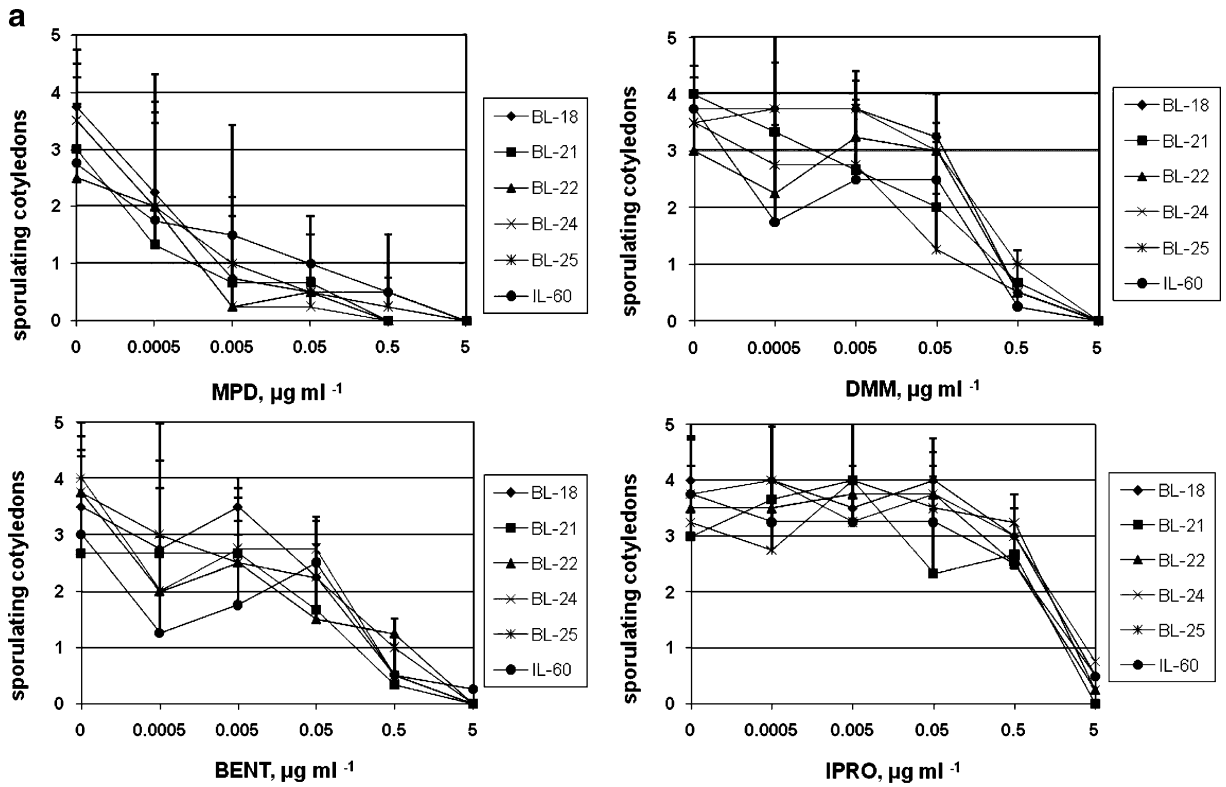 a
5
4
3
2
1
0
sporulating cotyledons
0 0.0005 0.005 0.05 0.5 5
MPD, µg ml -1
BL-18
BL-21
BL-22
BL-24
BL-25
IL-60
5
4
3
2
1
0
sporulating cotyledons
0 0.0005 0.005 0.05 0.5 5
DMM, µg ml -1
BL-18
BL-21
BL-22
BL-24
BL-25
IL-60
5
4
3
2
1
0
sporulating cotyledons
0 0.0005 0.005 0.05 0.5 5
BENT, µg ml -1
BL-18
BL-21
BL-22
BL-24
BL-25
IL-60
5
4
3
2
1
0
sporulating cotyledons
0 0.0005 0.005 0.05 0.5 5
IPRO, µg ml -1
BL-18
BL-21
BL-22
BL-24
BL-25
IL-60